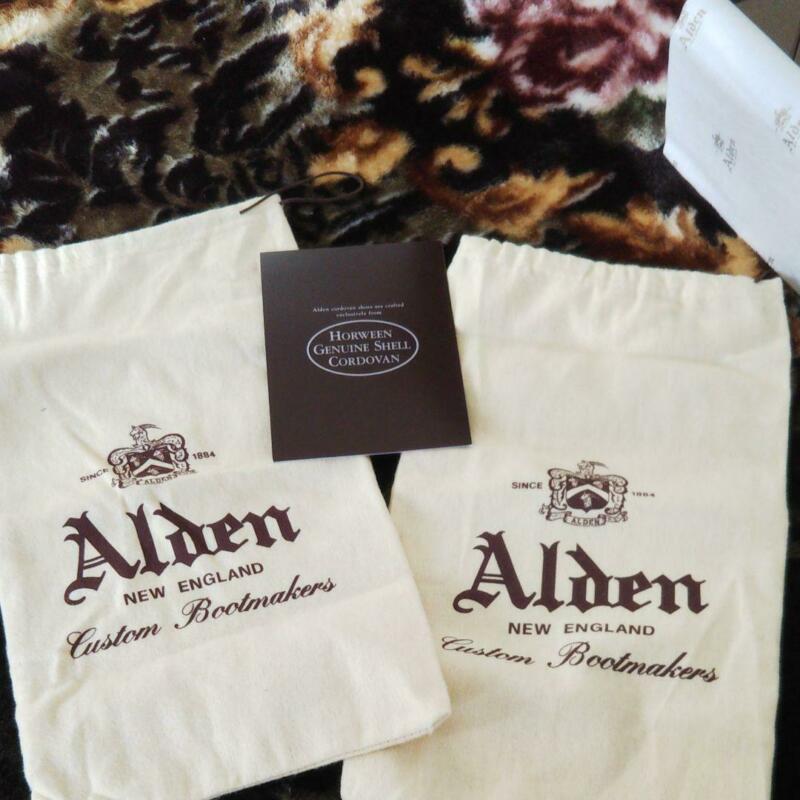 Alden
Alden
Alden
Alden cordovan shoes are crafted
exclusively from
HORWEEN
GENUINE SHELL
CORDOVAN
SINCE 1884
ALDEN
Alden
NEW ENGLAND
Custom Bootmakers
SINCE 1884
ALDEN
Alden
NEW ENGLAND
Custom Bootmakers